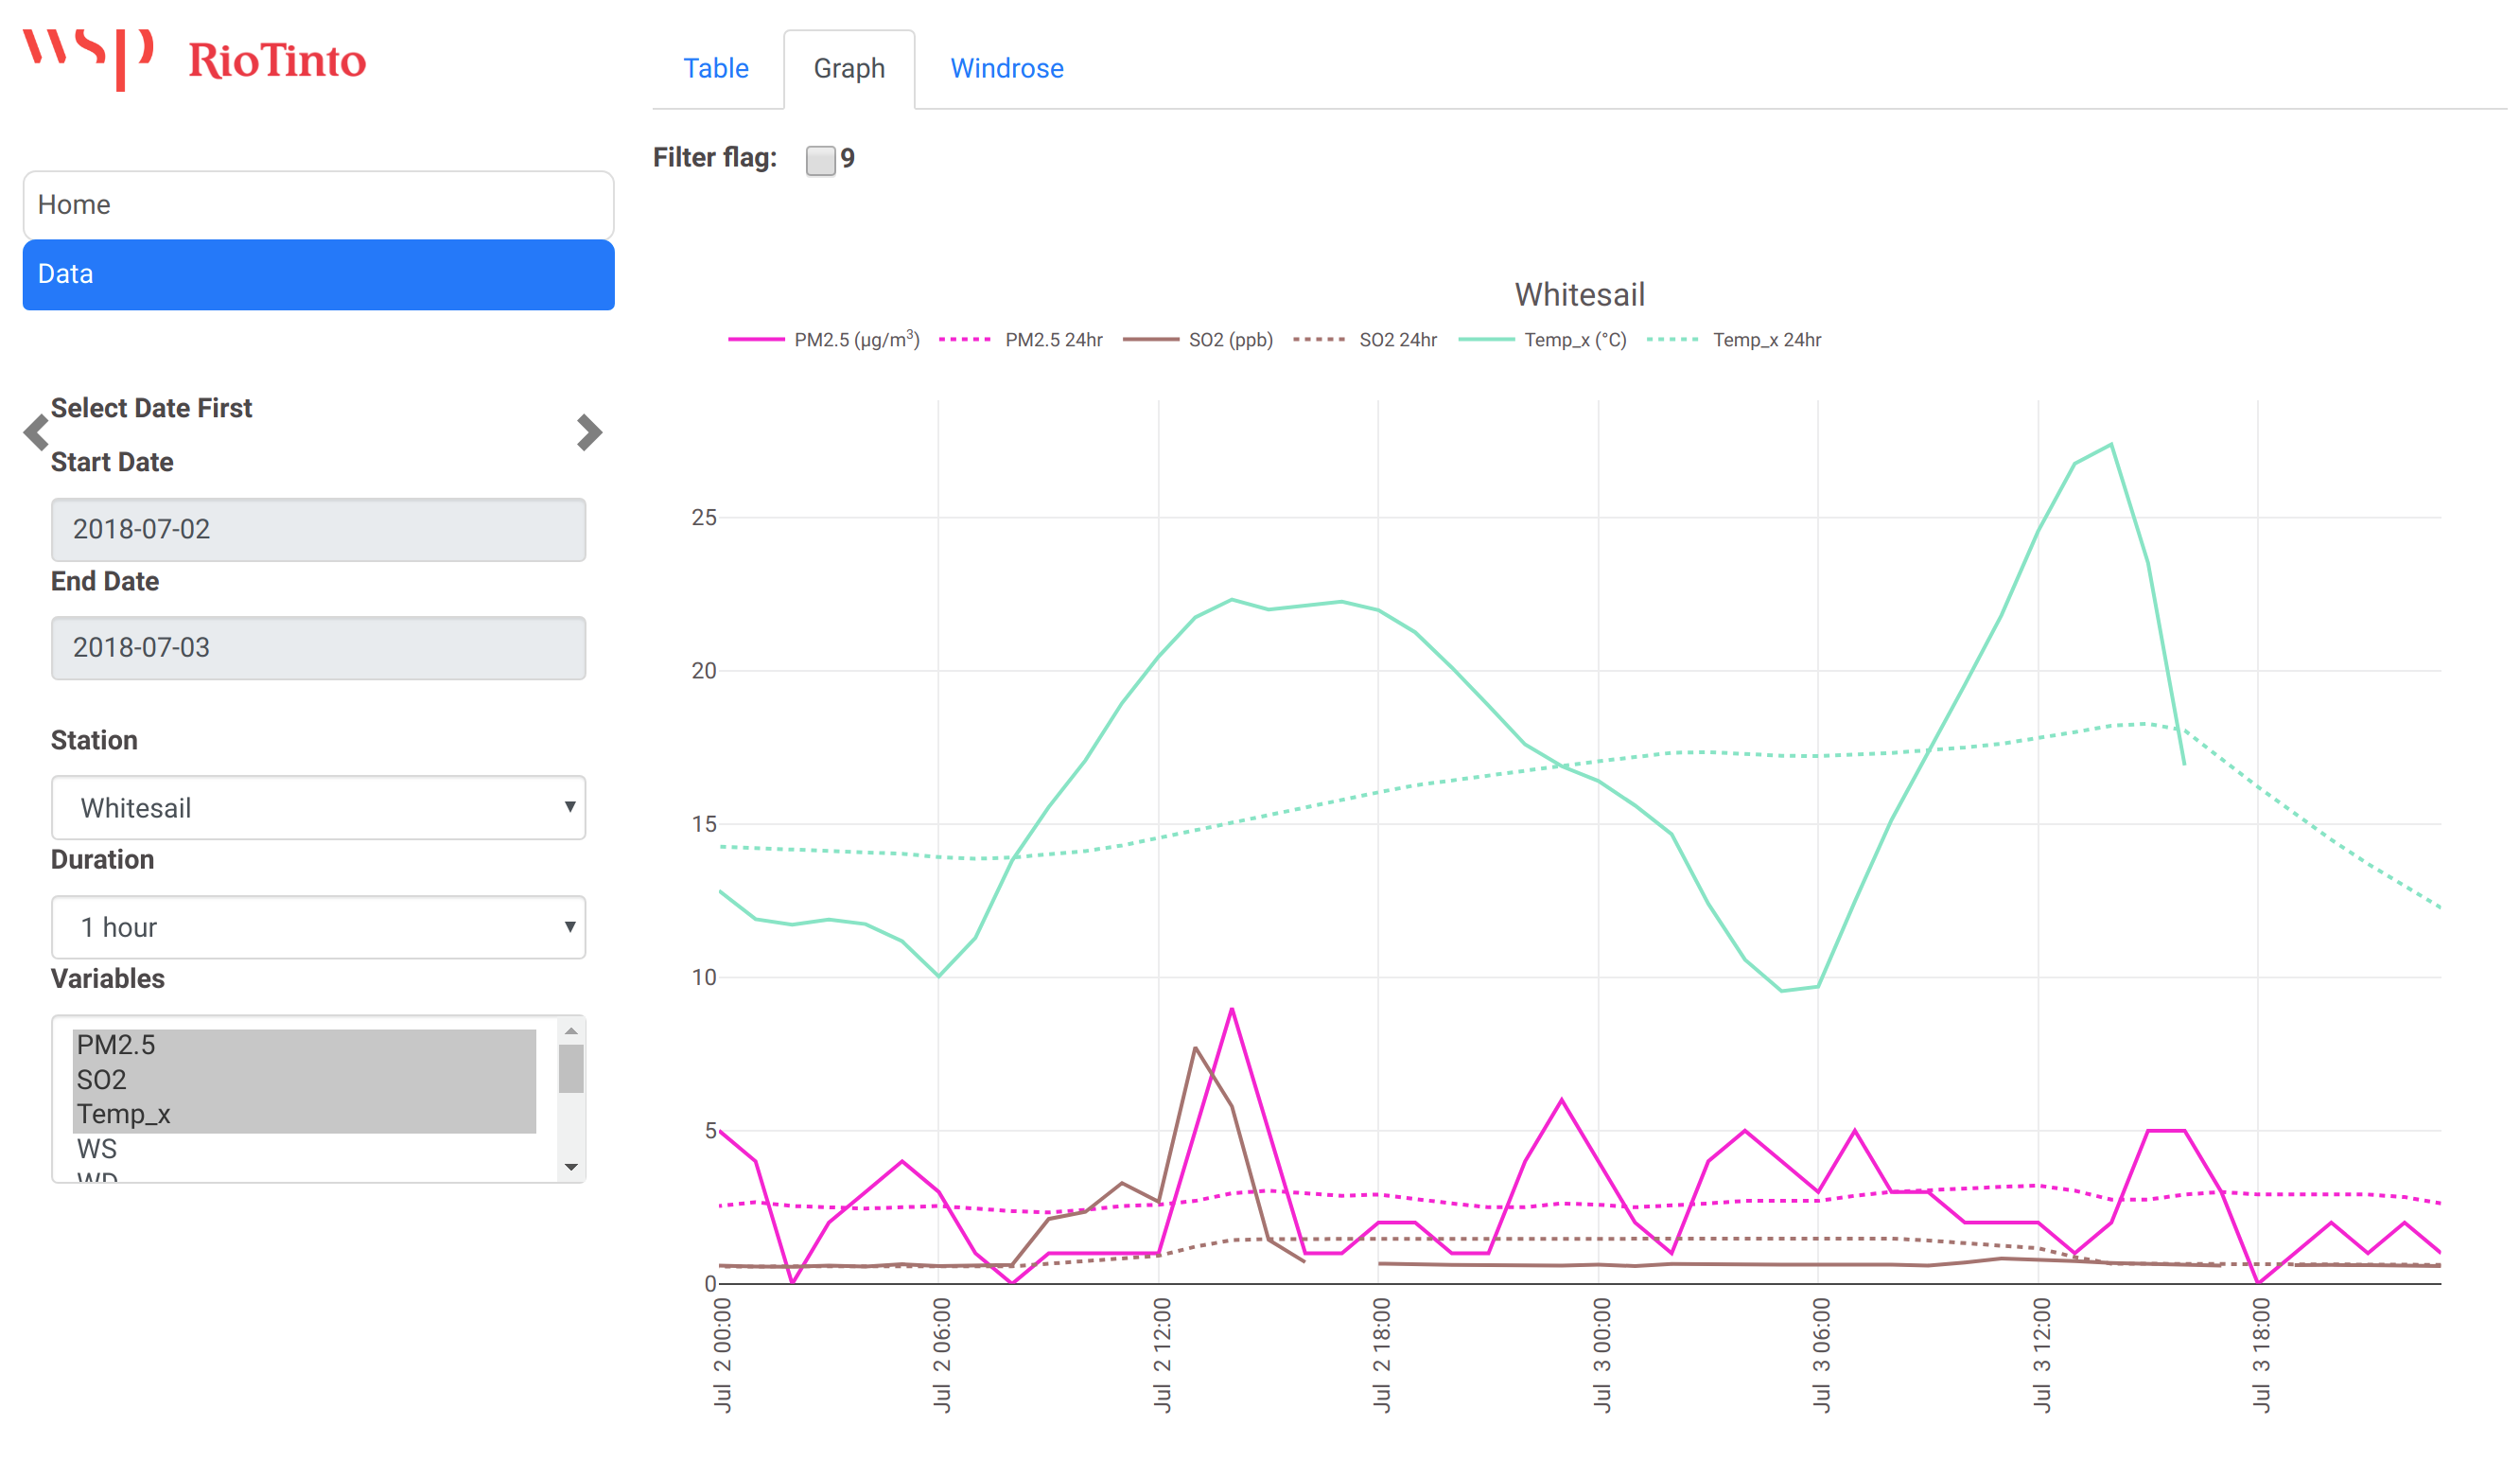 wsp RioTinto
Home
Data
Select Date First
Start Date
2018-07-02
End Date
2018-07-03
Station
Whitesail
Duration
1 hour
Variables
PM2.5
SO2
Temp_x
WS
WD
Table Graph Windrose
Filter flag: 9
Whitesail
PM2.5 (μg/m³) PM2.5 24hr SO2 (ppb) SO2 24hr Temp_x (°C) Temp_x 24hr
25
20
15
10
5
0
Jul 2 00:00
Jul 2 06:00
Jul 2 12:00
Jul 2 18:00
Jul 3 00:00
Jul 3 06:00
Jul 3 12:00
Jul 3 18:00